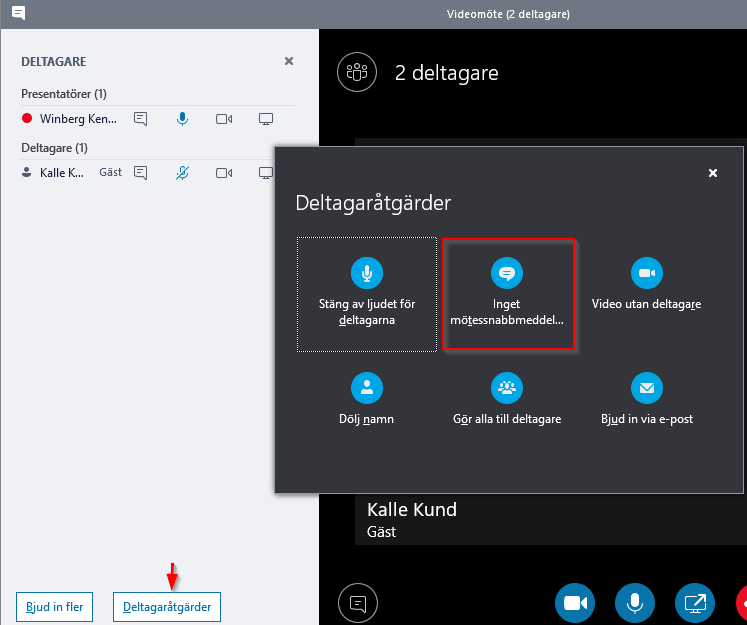 Videomöte (2 deltagare)
DELTAGARE
Presentatörer (1)
Winberg Ken...
Deltagare (1)
Kalle K... Gäst
2 deltagare
Deltagaråtgärder
Stäng av ljudet för
deltagarna
Inget
mötessnabbmeddel...
Video utan deltagare
Dölj namn
Gör alla till deltagare
Bjud in via e-post
Kalle Kund
Gäst
Bjud in fler
Deltagaråtgärder